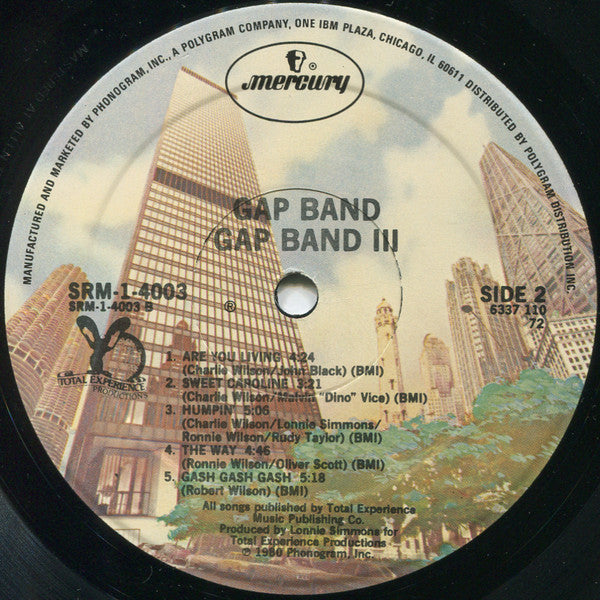 MANUFACTURED AND MARKETED BY PHONOGRAM, INC., A POLYGRAM COMPANY, ONE IBM PLAZA, CHICAGO, IL 60611 DISTRIBUTED BY POLYGRAM DISTRIBUTION, INC.
mercury ®
GAP BAND
GAP BAND III
SRM-1-4003
SRM-1-4003 B
®
SIDE 2
6337 110
72
TOTAL EXPERIENCE
PRODUCTIONS
1. ARE YOU LIVING 4:24
(Charlie Wilson/John Black) (BMI)
2. SWEET CAROLINE 3:21
(Charlie Wilson/Malvin "Dino" Vice) (BMI)
3. HUMPIN' 5:06
(Charlie Wilson/Lonnie Simmons/
Ronnie Wilson/Rudy Taylor) (BMI)
4. THE WAY 4:46
(Ronnie Wilson/Oliver Scott) (BMI)
5. GASH GASH GASH 5:18
(Robert Wilson) (BMI)
All songs published by Total Experience
Music Publishing Co.
Produced by Lonnie Simmons for
Total Experience Productions
℗ 1980 Phonogram, Inc.